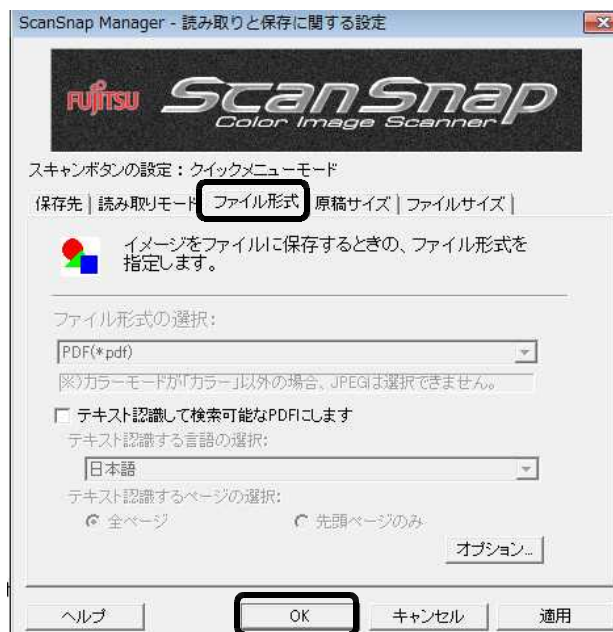 ScanSnap Manager - 読み取りと保存に関する設定
FUJITSU ScanSnap
Color Image Scanner
スキャンボタンの設定:クイックメニューモード
保存先 読み取りモード ファイル形式 原稿サイズ ファイルサイズ
イメージをファイルに保存するときの、ファイル形式を
指定します。
ファイル形式の選択:
PDF(*.pdf)
※)カラーモードが「カラー」以外の場合、JPEGは選択できません。
テキスト認識して検索可能なPDFにします
テキスト認識する言語の選択:
日本語
テキスト認識するページの選択:
全ページ 先頭ページのみ
オプション...
ヘルプ OK キャンセル 適用